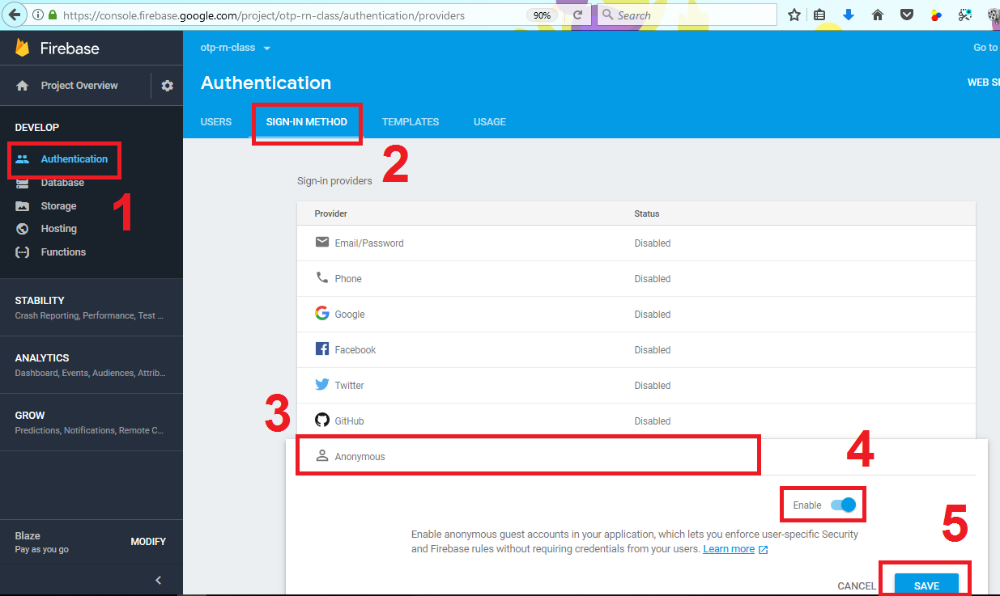 https://console.firebase.google.com/project/otp-rn-class/authentication/providers
90%
Search
Firebase
otp-rn-class
Go to
Project Overview
Authentication
WEB S
DEVELOP
USERS
SIGN-IN METHOD
TEMPLATES
USAGE
Authentication
2
Database
Sign-in providers
1
Storage
Provider
Status
Hosting
Email/Password
Disabled
Functions
Phone
Disabled
STABILITY
Crash Reporting, Performance, Test ...
Google
Disabled
ANALYTICS
Dashboard, Events, Audiences, Attrib...
Facebook
Disabled
Twitter
Disabled
GROW
Predictions, Notifications, Remote C...
3
GitHub
Disabled
Anonymous
4
Enable
5
Enable anonymous guest accounts in your application, which lets you enforce user-specific Security
and Firebase rules without requiring credentials from your users. Learn more
Blaze
Pay as you go
MODIFY
CANCEL
SAVE